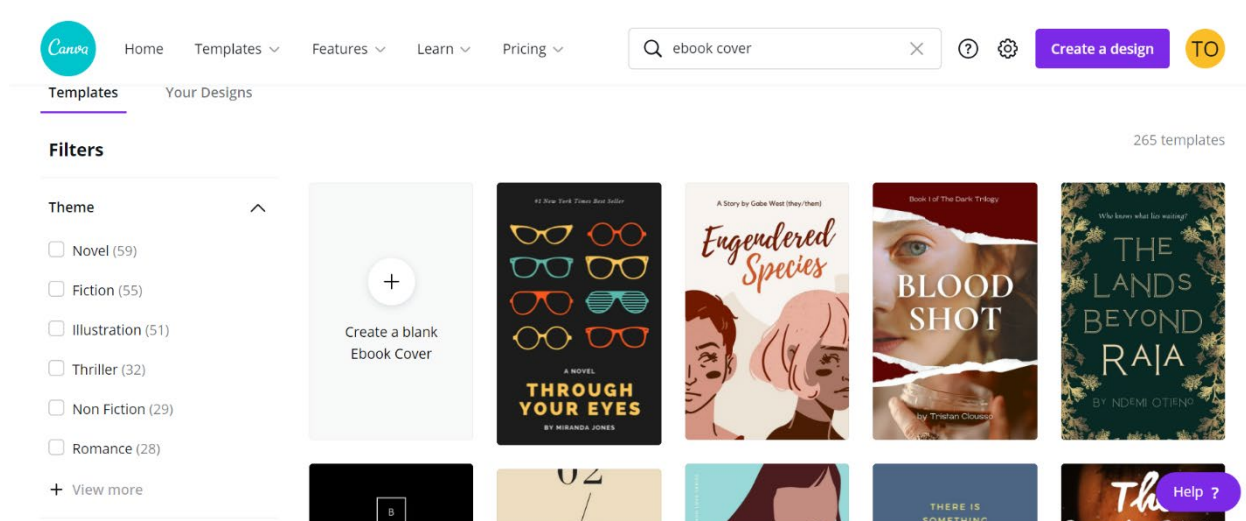 Canva
Home Templates Features Learn Pricing ebook cover ? Create a design TO
Templates Your Designs
Filters
265 templates
Theme
Novel (59)
Fiction (55)
Illustration (51)
Thriller (32)
Non Fiction (29)
Romance (28)
+ View more
+
Create a blank
Ebook Cover
#1 New York Times Best Seller
A NOVEL
THROUGH
YOUR EYES
BY MIRANDA JONES
A Story by Gabe West (they/them)
Engendered
Species
Book 1 of The Dark Trilogy
BLOOD
SHOT
by Tristan Clousso
Who knows what lies waiting?
THE
LANDS
BEYOND
RAJA
BY NDEMI OTIENO
B
02
THERE IS
SOMETHING
The
Help ?